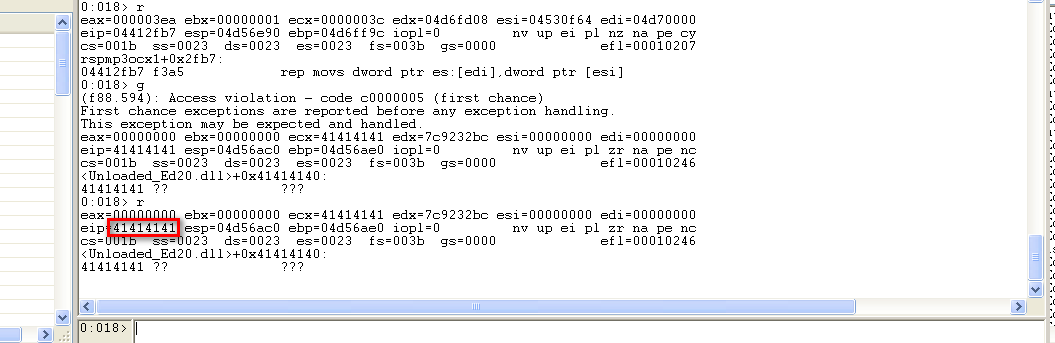 0:018> r
eax=000003ea ebx=00000001 ecx=0000003c edx=04d6fd08 esi=04530f64 edi=04d70000
eip=04412fb7 esp=04d56e90 ebp=04d6ff9c iopl=0 nv up ei pl nz na pe cy
cs=001b ss=0023 ds=0023 es=0023 fs=003b gs=0000 efl=00010207
rspmp3ocx1+0x2fb7:
04412fb7 f3a5 rep movs dword ptr es:[edi],dword ptr [esi]
0:018> g
(f88.594): Access violation - code c0000005 (first chance)
First chance exceptions are reported before any exception handling.
This exception may be expected and handled.
eax=00000000 ebx=00000000 ecx=41414141 edx=7c9232bc esi=00000000 edi=00000000
eip=41414141 esp=04d56ac0 ebp=04d56ae0 iopl=0 nv up ei pl zr na pe nc
cs=001b ss=0023 ds=0023 es=0023 fs=003b gs=0000 efl=00010246
<Unloaded_Ed20.dll>+0x41414140:
41414141 ?? ???
0:018> r
eax=00000000 ebx=00000000 ecx=41414141 edx=7c9232bc esi=00000000 edi=00000000
eip=41414141 esp=04d56ac0 ebp=04d56ae0 iopl=0 nv up ei pl zr na pe nc
cs=001b ss=0023 ds=0023 es=0023 fs=003b gs=0000 efl=00010246
<Unloaded_Ed20.dll>+0x41414140:
41414141 ?? ???
0:018>